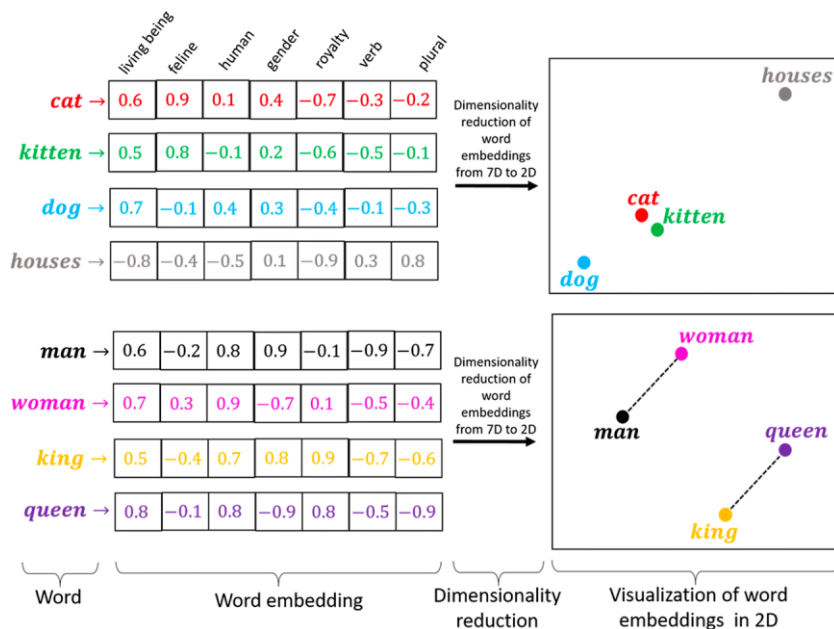 living being feline human gender royalty verb plural
cat → 0.6 0.9 0.1 0.4 −0.7 −0.3 −0.2
kitten → 0.5 0.8 −0.1 0.2 −0.6 −0.5 −0.1
dog → 0.7 −0.1 0.4 0.3 −0.4 −0.1 −0.3
houses → −0.8 −0.4 −0.5 0.1 −0.9 0.3 0.8
Dimensionality
reduction of
word
embeddings
from 7D to 2D
houses
cat
kitten
dog
man → 0.6 −0.2 0.8 0.9 −0.1 −0.9 −0.7
woman → 0.7 0.3 0.9 −0.7 0.1 −0.5 −0.4
king → 0.5 −0.4 0.7 0.8 0.9 −0.7 −0.6
queen → 0.8 −0.1 0.8 −0.9 0.8 −0.5 −0.9
Dimensionality
reduction of
word
embeddings
from 7D to 2D
woman
man
queen
king
Word
Word embedding
Dimensionality
reduction
Visualization of word
embeddings in 2D